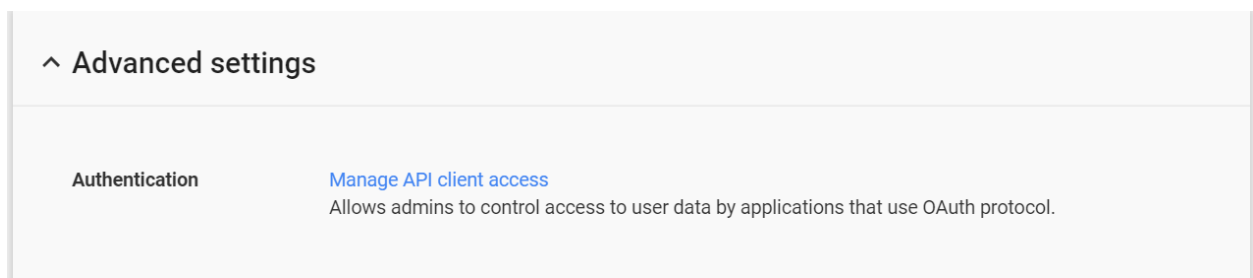 Advanced settings
Authentication
Manage API client access
Allows admins to control access to user data by applications that use OAuth protocol.